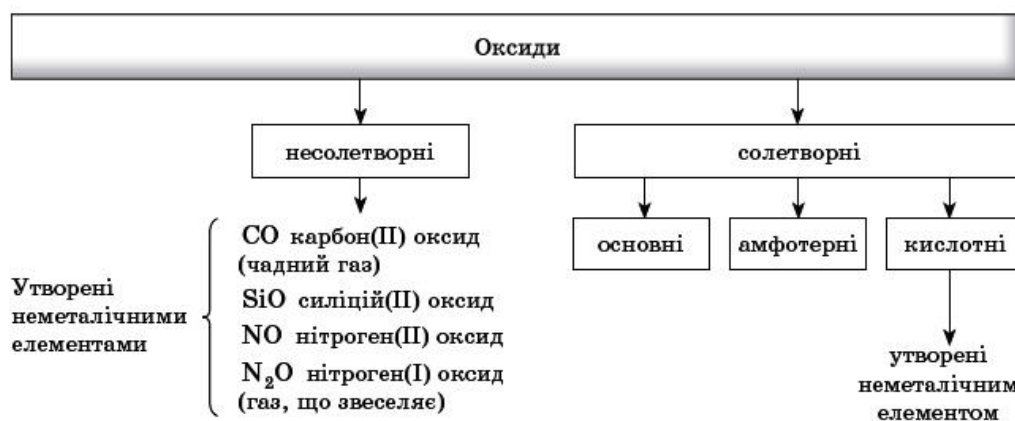 Оксиди
несолетворні
солетворні
основні
амфотерні
кислотні
Утворені
неметалічними
елементами
CO карбон(II) оксид
(чадний газ)
SiO силіцій(II) оксид
NO нітроген(II) оксид
N₂O нітроген(I) оксид
(газ, що звеселяє)
утворені
неметалічним
елементом